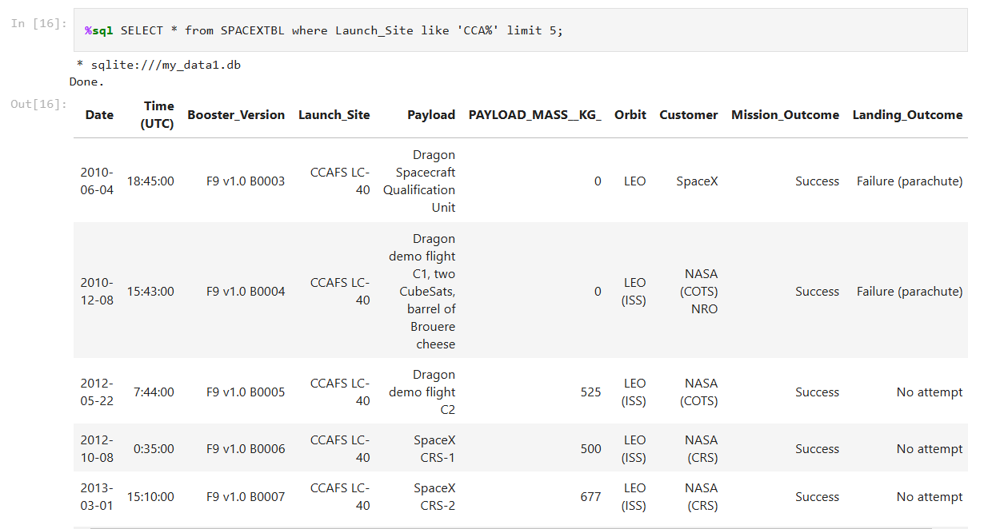 In [16]:
%sql SELECT * from SPACEXTBL where Launch_Site like 'CCA%' limit 5;
* sqlite:///my_data1.db
Done.
Out[16]:
Date Time (UTC) Booster_Version Launch_Site Payload PAYLOAD_MASS__KG_ Orbit Customer Mission_Outcome Landing_Outcome
2010-06-04 18:45:00 F9 v1.0 B0003 CCAFS LC-40 Dragon Spacecraft Qualification Unit 0 LEO SpaceX Success Failure (parachute)
2010-12-08 15:43:00 F9 v1.0 B0004 CCAFS LC-40 Dragon demo flight C1, two CubeSats, barrel of Brouere cheese 0 LEO (ISS) NASA (COTS) NRO Success Failure (parachute)
2012-05-22 7:44:00 F9 v1.0 B0005 CCAFS LC-40 Dragon demo flight C2 525 LEO (ISS) NASA (COTS) Success No attempt
2012-10-08 0:35:00 F9 v1.0 B0006 CCAFS LC-40 SpaceX CRS-1 500 LEO (ISS) NASA (CRS) Success No attempt
2013-03-01 15:10:00 F9 v1.0 B0007 CCAFS LC-40 SpaceX CRS-2 677 LEO (ISS) NASA (CRS) Success No attempt